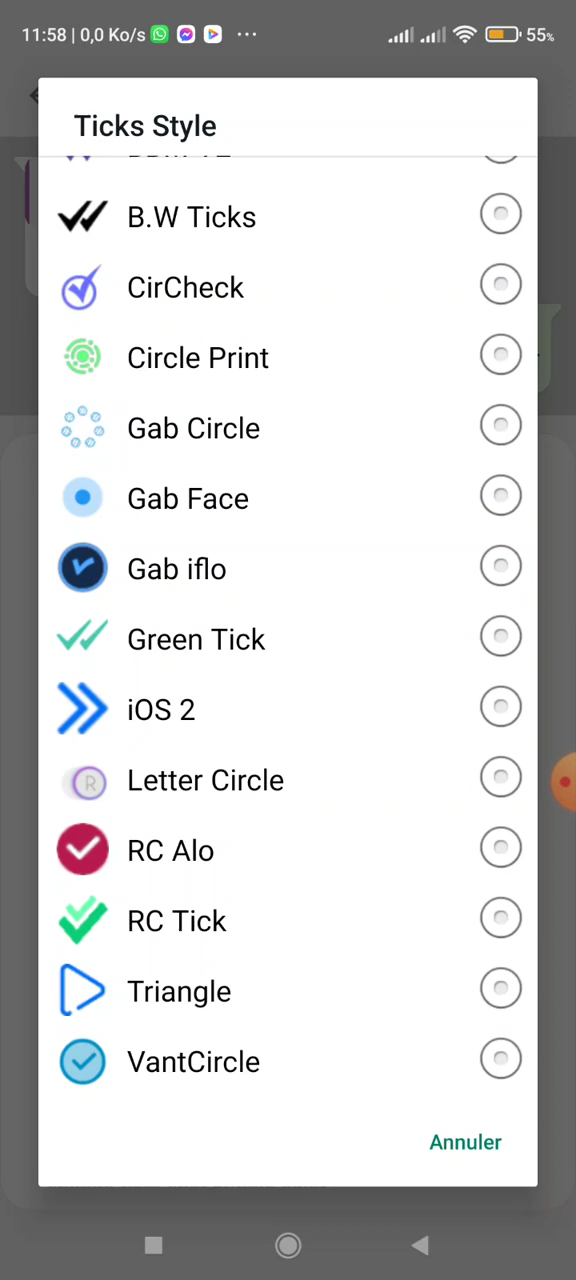 11:58 | 0,0 Ko/s ... 55%
Ticks Style
B.W Ticks
CirCheck
Circle Print
Gab Circle
Gab Face
Gab iflo
Green Tick
iOS 2
R Letter Circle
RC Alo
RC Tick
Triangle
VantCircle
Annuler